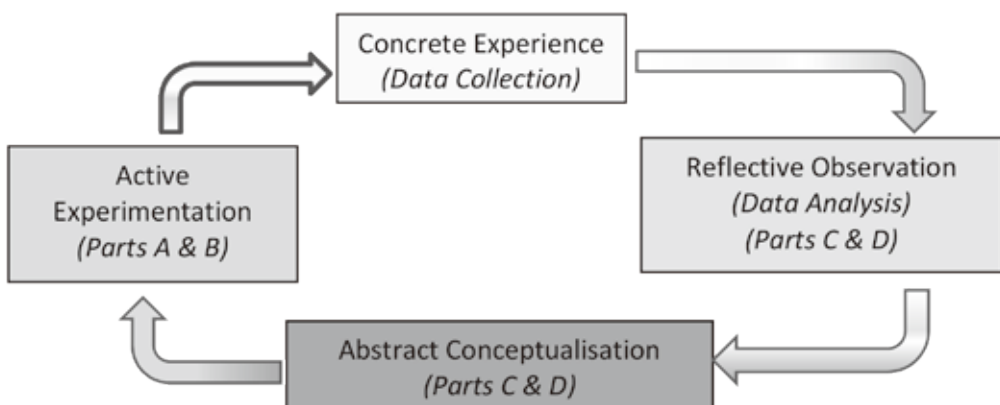 Concrete Experience
(Data Collection)
Reflective Observation
(Data Analysis)
(Parts C & D)
Abstract Conceptualisation
(Parts C & D)
Active
Experimentation
(Parts A & B)